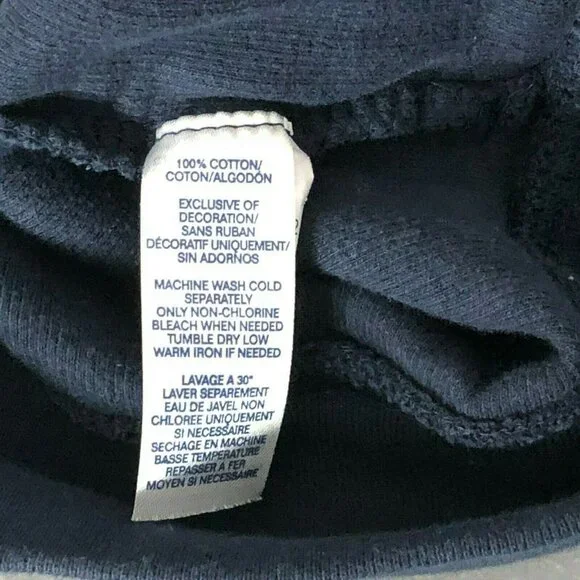 100% COTTON/
COTON/ALGODÓN
EXCLUSIVE OF
DECORATION/
SANS RUBAN
DÉCORATIF UNIQUEMENT/
SIN ADORNOS
MACHINE WASH COLD
SEPARATELY
ONLY NON-CHLORINE
BLEACH WHEN NEEDED
TUMBLE DRY LOW
WARM IRON IF NEEDED
LAVAGE A 30°
LAVER SEPAREMENT
EAU DE JAVEL NON
CHLOREE UNIQUEMENT
SI NECESSAIRE
SECHAGE EN MACHINE
BASSE TEMPERATURE
REPASSER A FER
MOYEN SI NECESSAIRE